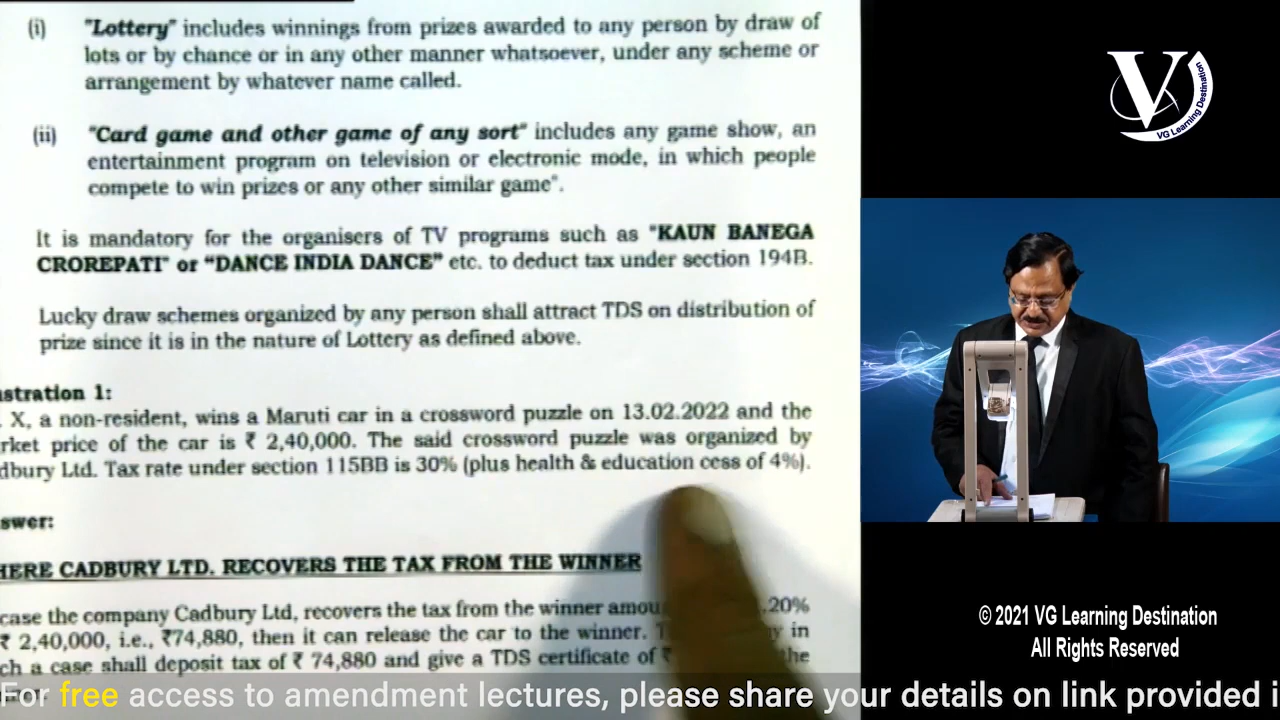 (i) "Lottery" includes winnings from prizes awarded to any person by draw of
lots or by chance or in any other manner whatsoever, under any scheme or
arrangement by whatever name called.
(ii) "Card game and other game of any sort" includes any game show, an
entertainment program on television or electronic mode, in which people
compete to win prizes or any other similar game".
It is mandatory for the organisers of TV programs such as "KAUN BANEGA
CROREPATI" or "DANCE INDIA DANCE" etc. to deduct tax under section 194B.
Lucky draw schemes organized by any person shall attract TDS on distribution of
prize since it is in the nature of Lottery as defined above.
stration 1:
. X, a non-resident, wins a Maruti car in a crossword puzzle on 13.02.2022 and the
rket price of the car is ₹ 2,40,000. The said crossword puzzle was organized by
dbury Ltd. Tax rate under section 115BB is 30% (plus health & education cess of 4%).
swer:
HERE CADBURY LTD. RECOVERS THE TAX FROM THE WINNER
case the company Cadbury Ltd, recovers the tax from the winner amou .20%
₹ 2,40,000, i.e., ₹74,880, then it can release the car to the winner. in
ch a case shall deposit tax of ₹ 74,880 and give a TDS certificate of the
For free access to amendment lectures, please share your details on link provided i
V
VG Learning Destination
© 2021 VG Learning Destination
All Rights Reserved